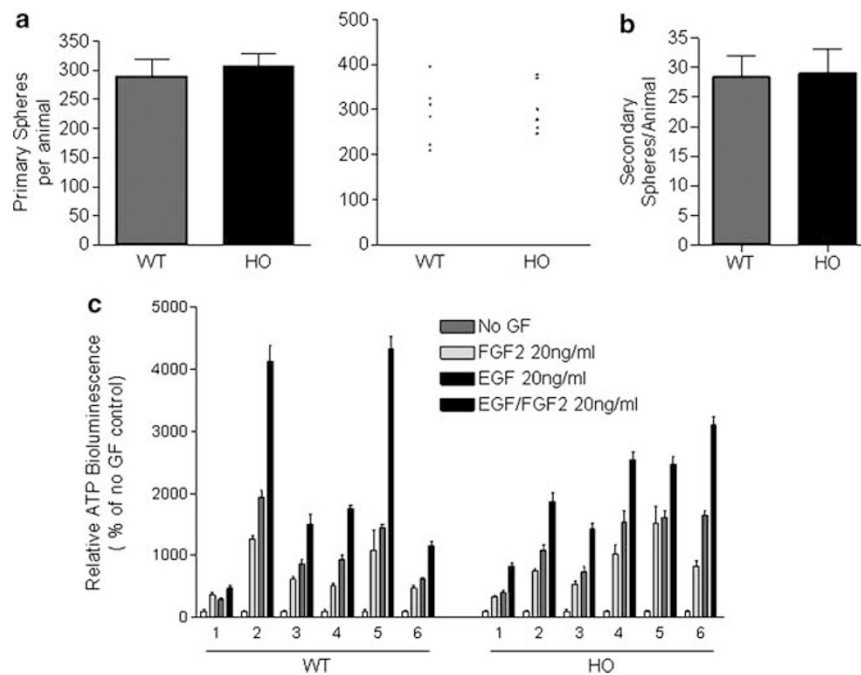 a
Primary Spheres
per animal
350
300
250
200
150
100
50
0
WT HO
500
400
300
200
100
0
WT HO
b
Secondary
Spheres/Animal
35
30
25
20
15
10
5
0
WT HO
c
Relative ATP Bioluminescence
( % of no GF control)
5000
4000
3000
2000
1000
0
No GF
FGF2 20ng/ml
EGF 20ng/ml
EGF/FGF2 20ng/ml
1 2 3 4 5 6 1 2 3 4 5 6
WT HO